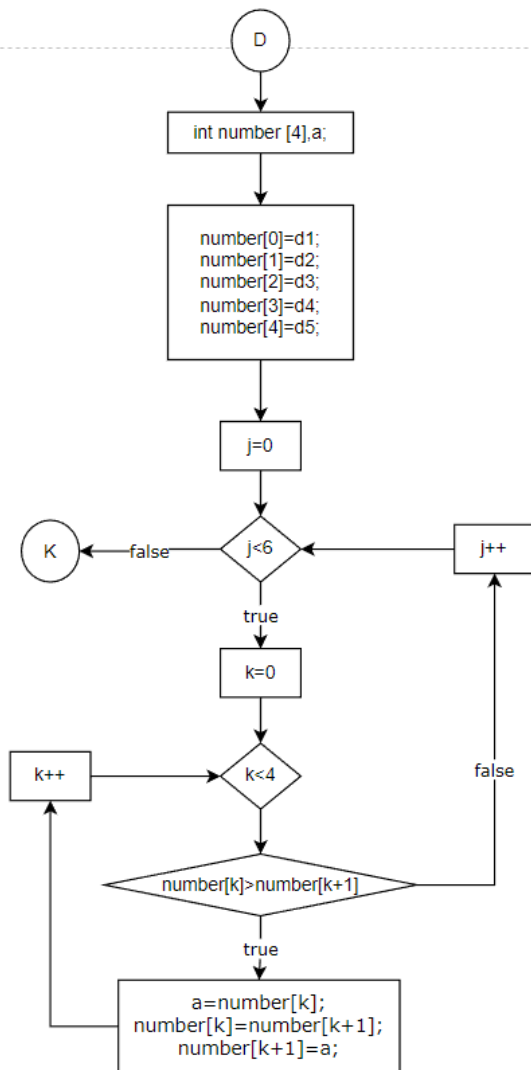 D
int number [4],a;
number[0]=d1;
number[1]=d2;
number[2]=d3;
number[3]=d4;
number[4]=d5;
j=0
K
false
j<6
j++
true
k=0
k++
k<4
false
number[k]>number[k+1]
true
a=number[k];
number[k]=number[k+1];
number[k+1]=a;